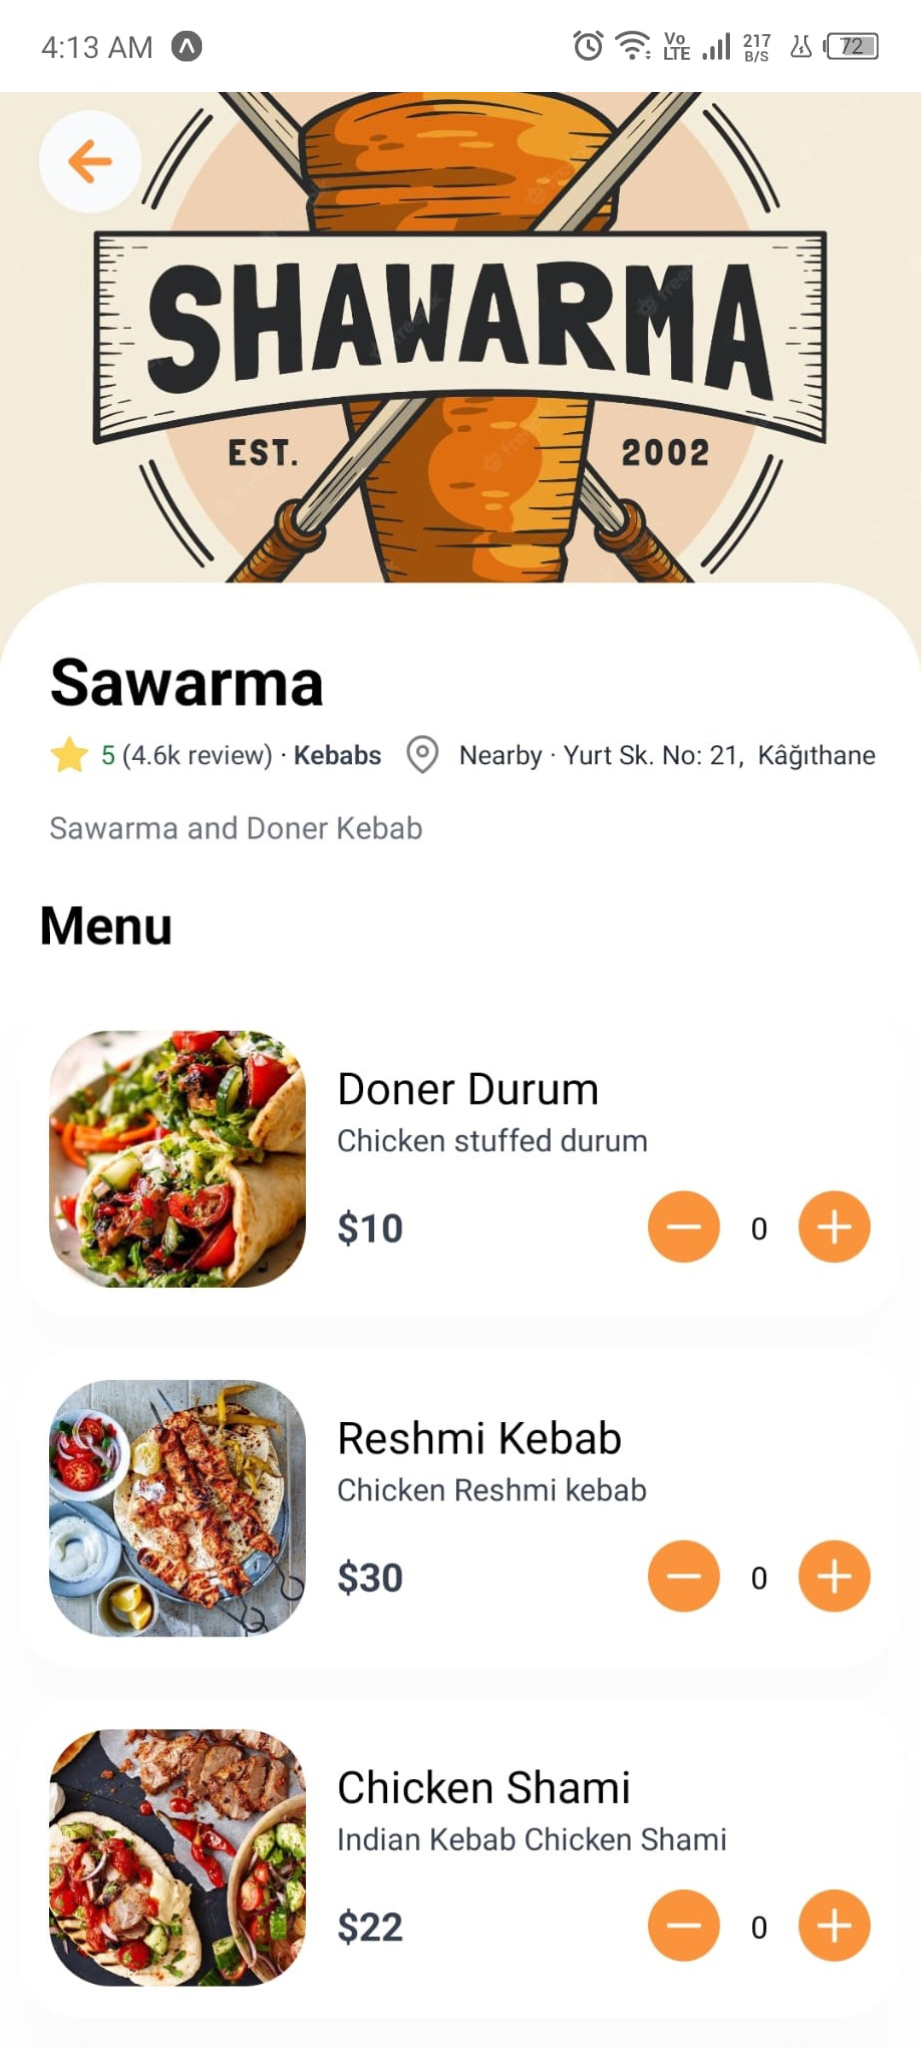 4:13 AM
Vo LTE 217 B/S 72
SHAWARMA
EST. 2002
Sawarma
5 (4.6k review) · Kebabs Nearby · Yurt Sk. No: 21, Kâğıthane
Sawarma and Doner Kebab
Menu
Doner Durum
Chicken stuffed durum
$10 0
Reshmi Kebab
Chicken Reshmi kebab
$30 0
Chicken Shami
Indian Kebab Chicken Shami
$22 0